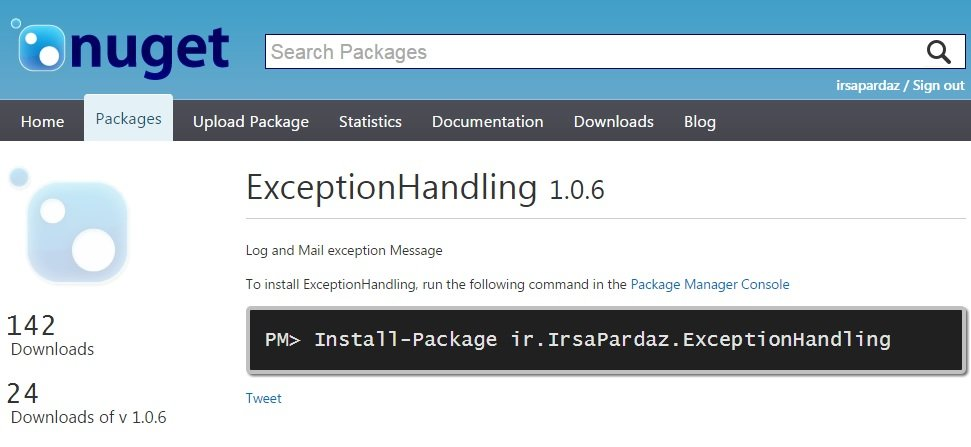 nuget
Search Packages
irsapardaz / Sign out
Home Packages Upload Package Statistics Documentation Downloads Blog
ExceptionHandling 1.0.6
Log and Mail exception Message
To install ExceptionHandling, run the following command in the Package Manager Console
PM> Install-Package ir.IrsaPardaz.ExceptionHandling
Tweet
142
Downloads
24
Downloads of v 1.0.6